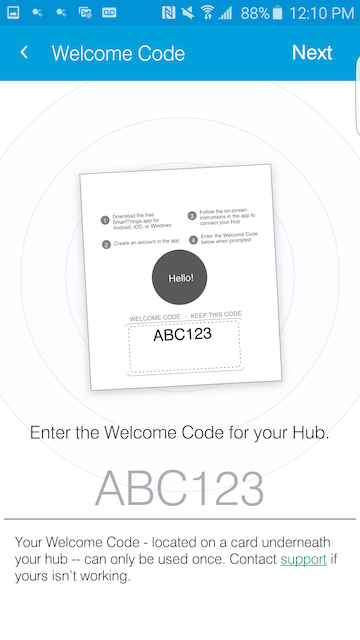 88% 12:10 PM
Welcome Code
Next
1 Download the free
SmartThings app for
Android, iOS, or Windows
2 Create an account in the app
3 Follow the on-screen
instructions in the app to
connect your Hub
4 Enter the Welcome Code
below when prompted
Hello!
WELCOME CODE - KEEP THIS CODE
ABC123
Enter the Welcome Code for your Hub.
ABC123
Your Welcome Code - located on a card underneath
your hub -- can only be used once. Contact support if
yours isn't working.